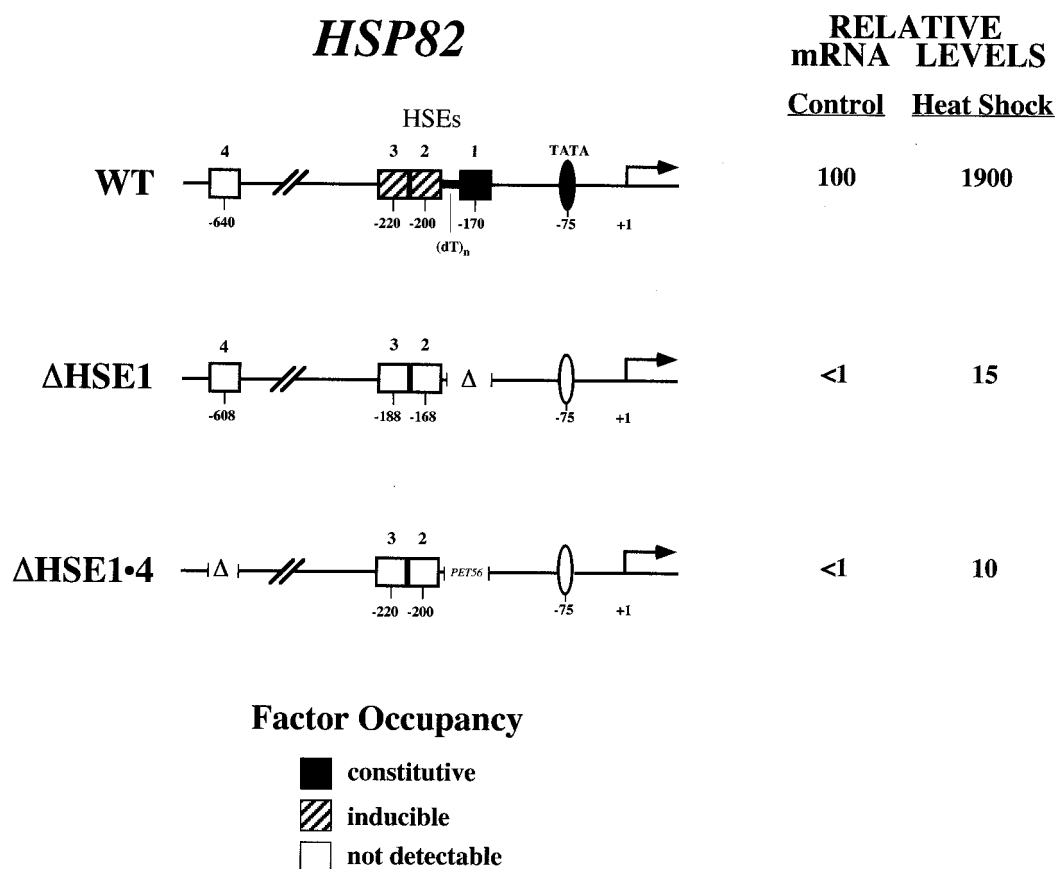 HSP82
RELATIVE
mRNA LEVELS
Control Heat Shock
HSEs
4 3 2 1 TATA
WT 100 1900
-640 -220 -200 -170 -75 +1
(dT)n
4 3 2
ΔHSE1 Δ <1 15
-608 -188 -168 -75 +1
3 2
ΔHSE1•4 Δ PET56 <1 10
-220 -200 -75 +1
Factor Occupancy
constitutive
inducible
not detectable